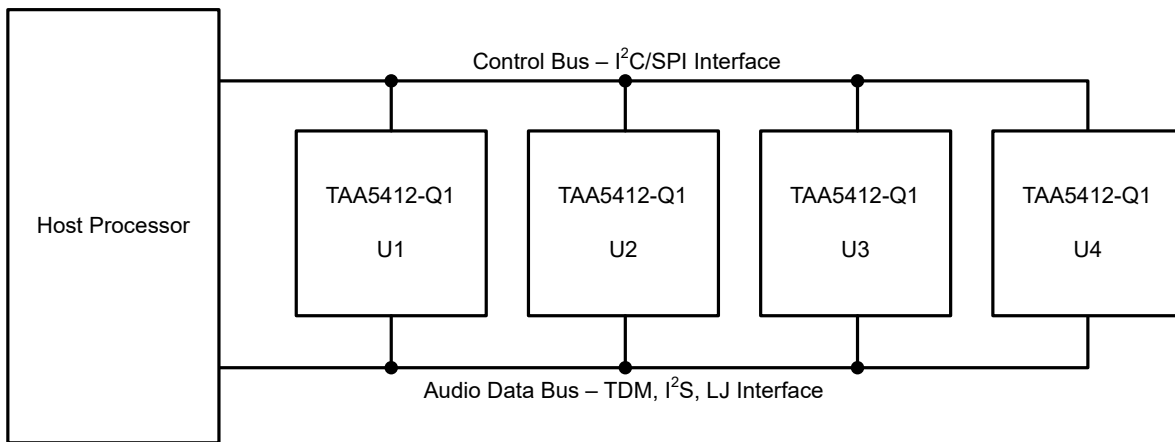 Control Bus – I²C/SPI Interface
Host Processor
TAA5412-Q1
U1
TAA5412-Q1
U2
TAA5412-Q1
U3
TAA5412-Q1
U4
Audio Data Bus – TDM, I²S, LJ Interface